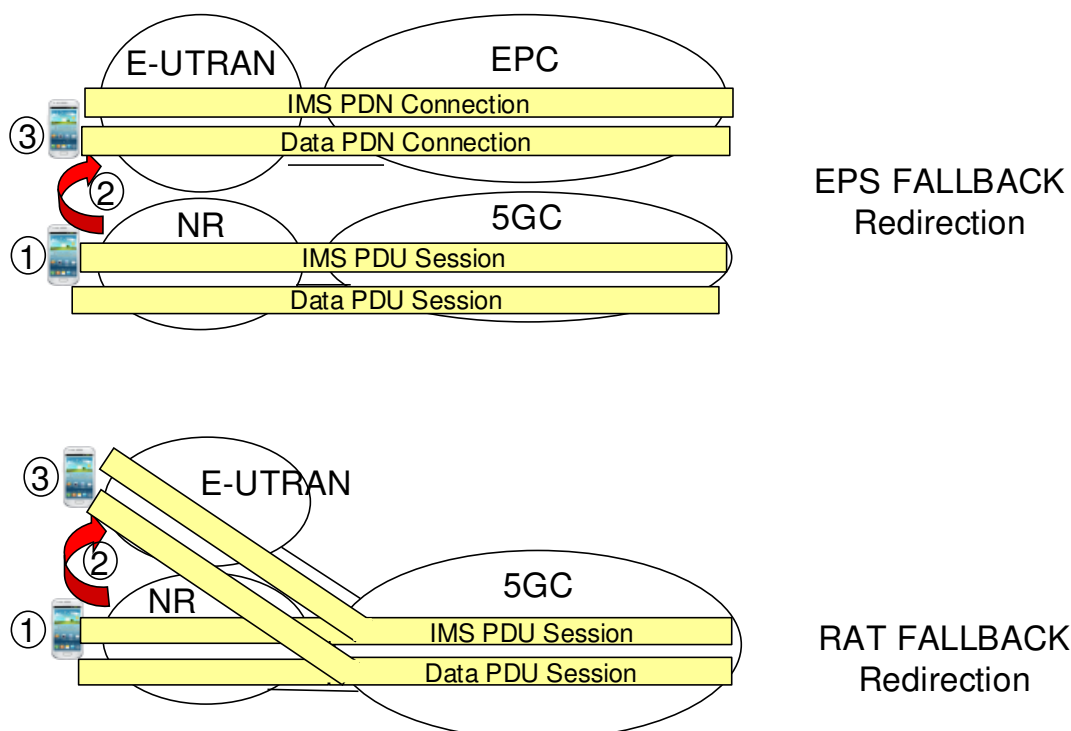 E-UTRAN
EPC
IMS PDN Connection
③
Data PDN Connection
②
EPS FALLBACK
Redirection
NR
5GC
①
IMS PDU Session
Data PDU Session
E-UTRAN
③
②
5GC
NR
①
IMS PDU Session
RAT FALLBACK
Redirection
Data PDU Session